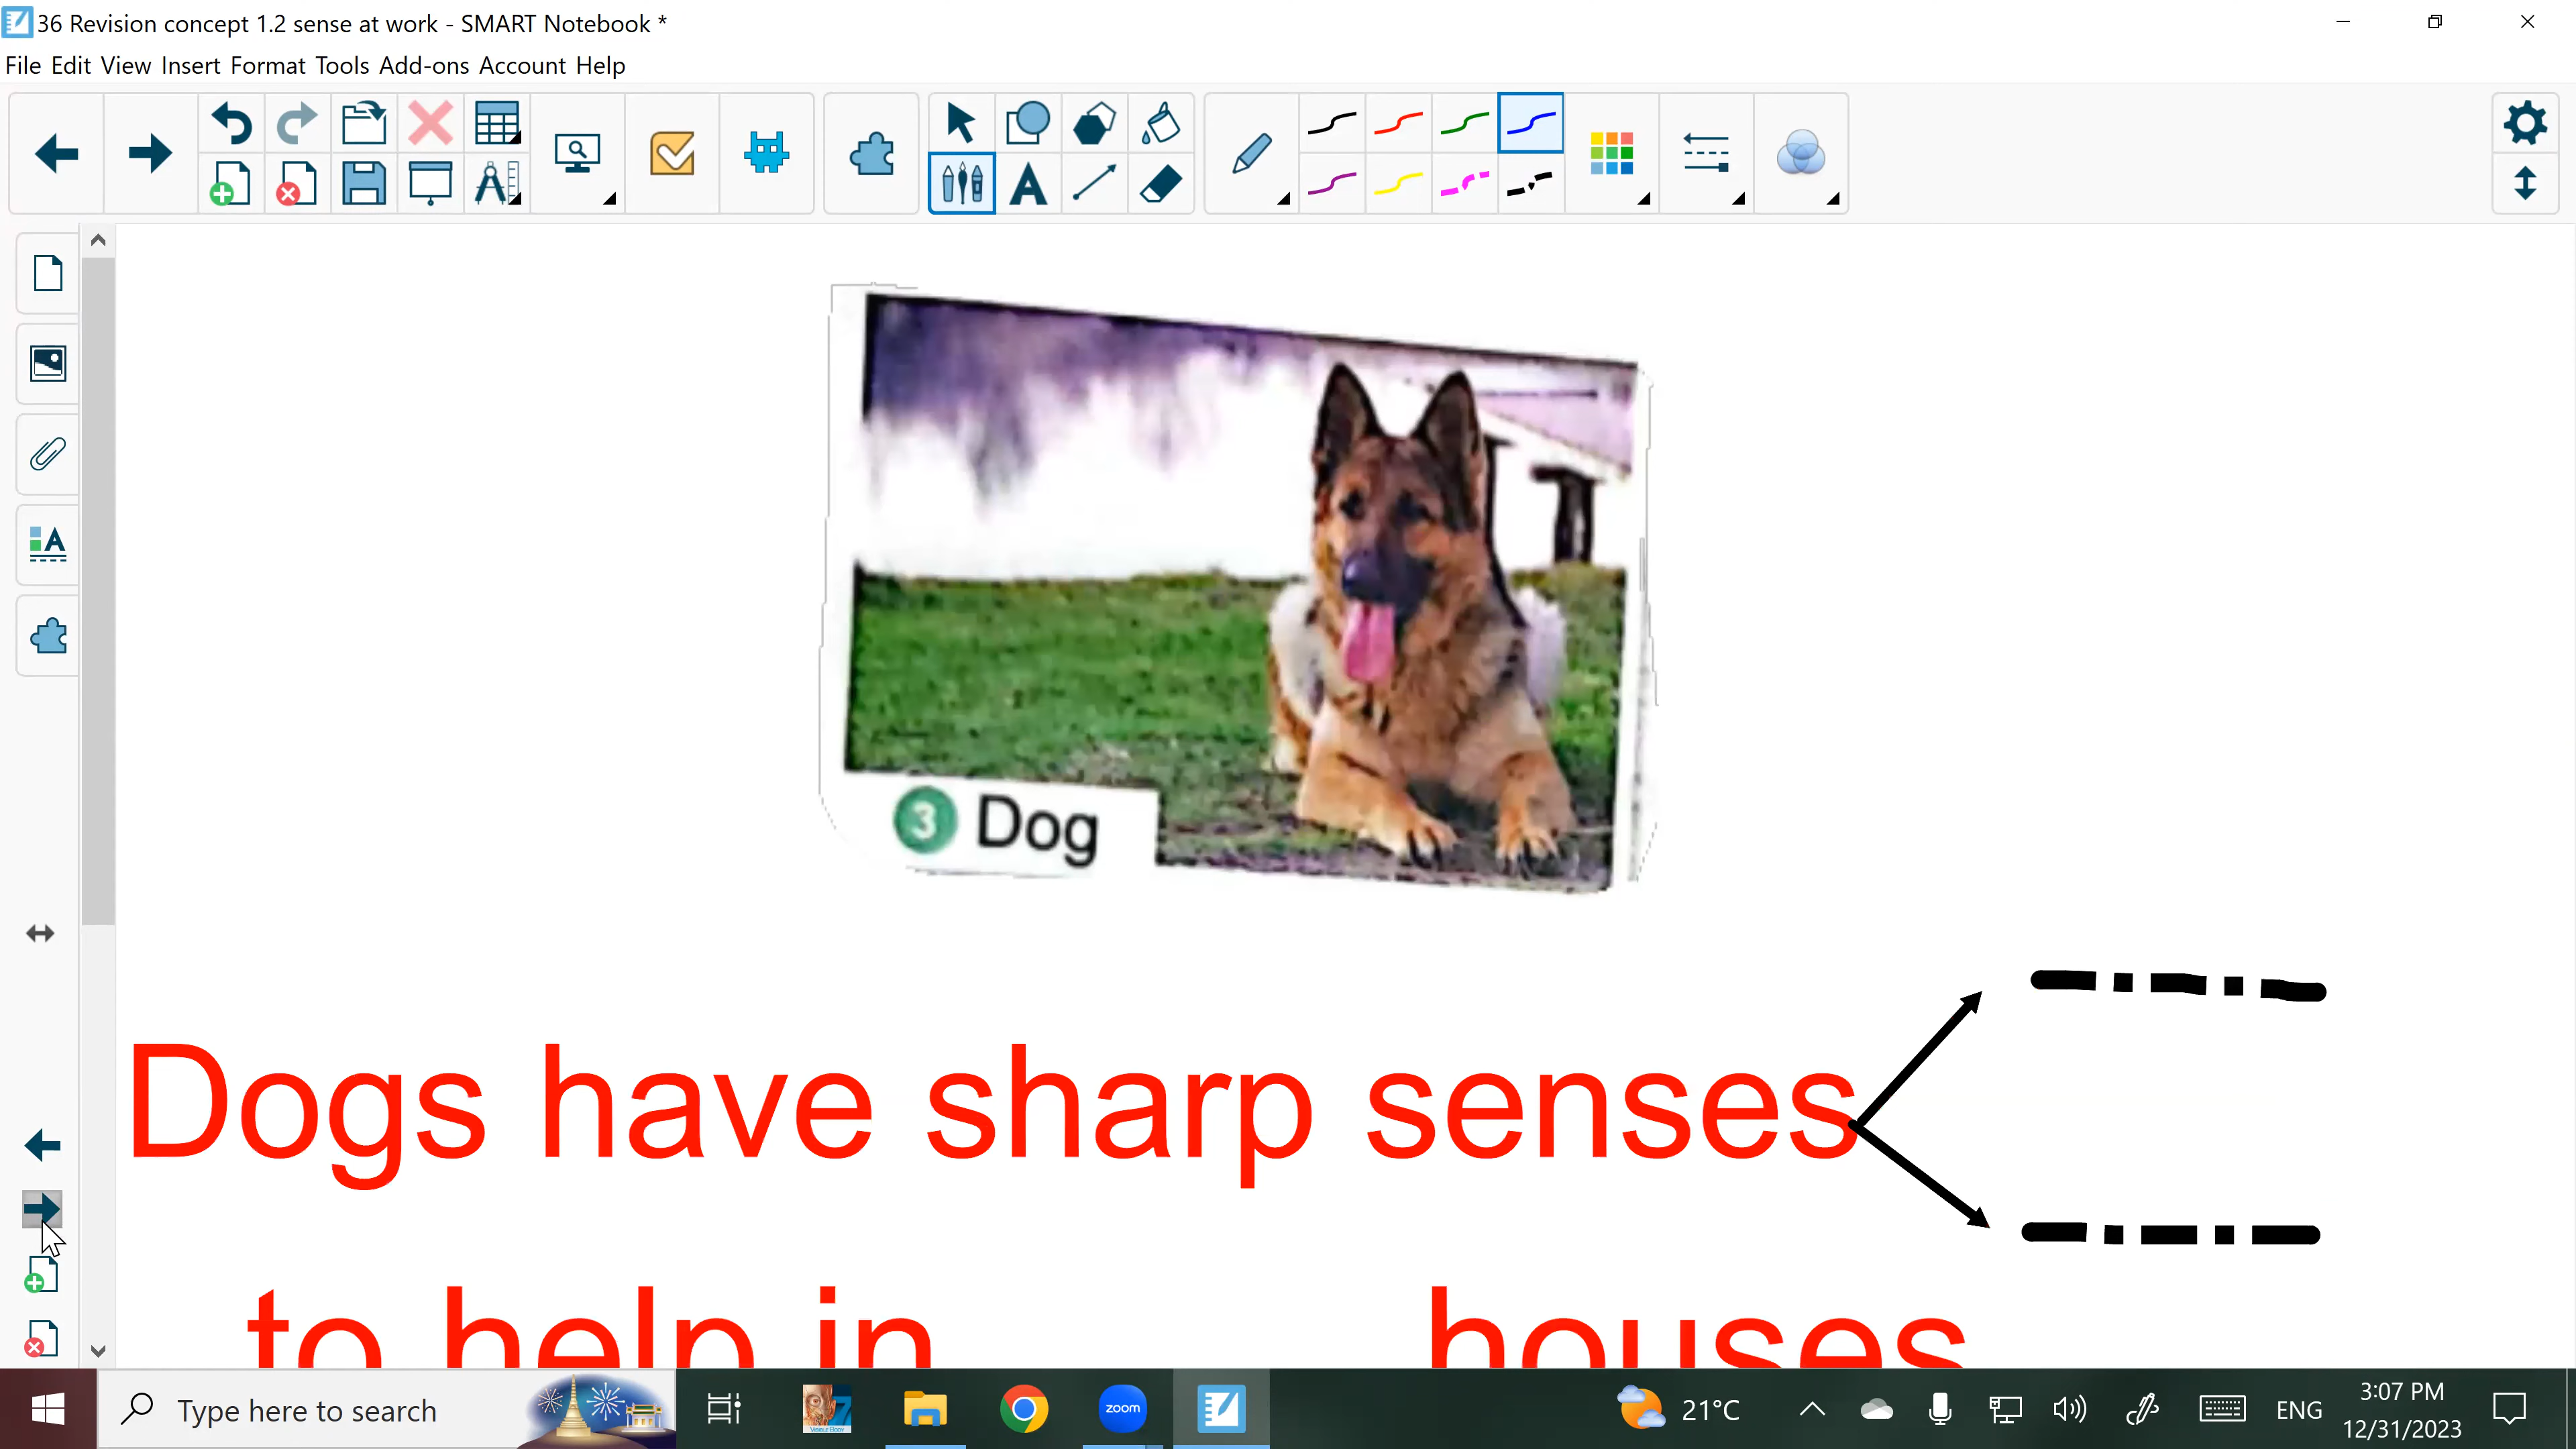 36 Revision concept 1.2 sense at work - SMART Notebook *
File Edit View Insert Format Tools Add-ons Account Help
3 Dog
Dogs have sharp senses
to help in houses
Type here to search
zoom
21°C
ENG
3:07 PM
12/31/2023